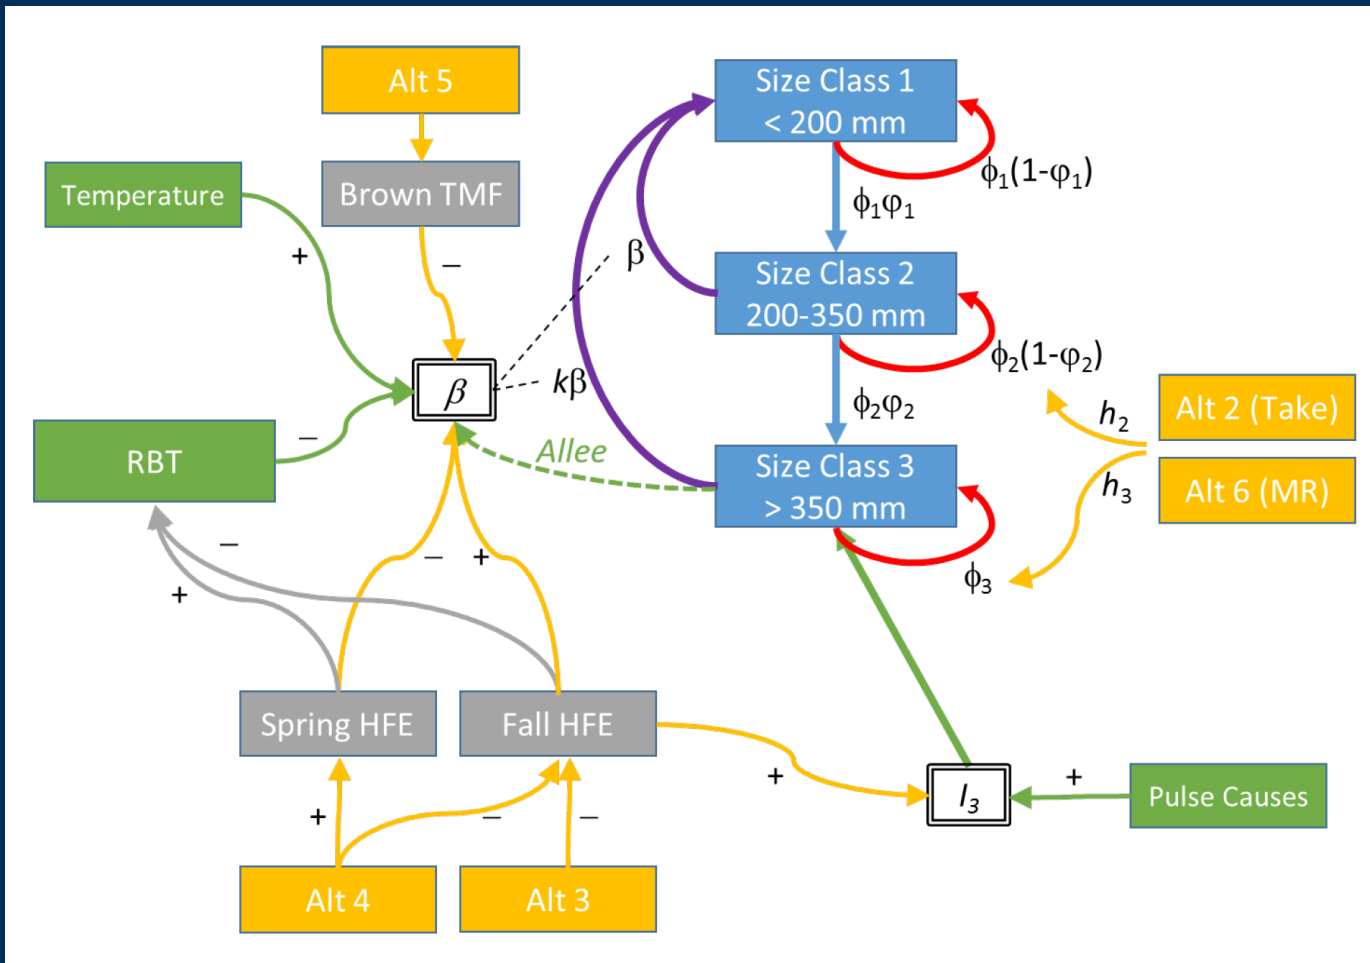 Alt 5
Size Class 1
< 200 mm
ϕ₁(1-φ₁)
Temperature
Brown TMF
ϕ₁φ₁
+
−
β
Size Class 2
200-350 mm
ϕ₂(1-φ₂)
β
kβ
ϕ₂φ₂
Alt 2 (Take)
h₂
RBT
−
Allee
Size Class 3
> 350 mm
h₃
Alt 6 (MR)
−
−
+
+
ϕ₃
Spring HFE
Fall HFE
+
I₃
+
Pulse Causes
+
−
−
Alt 4
Alt 3